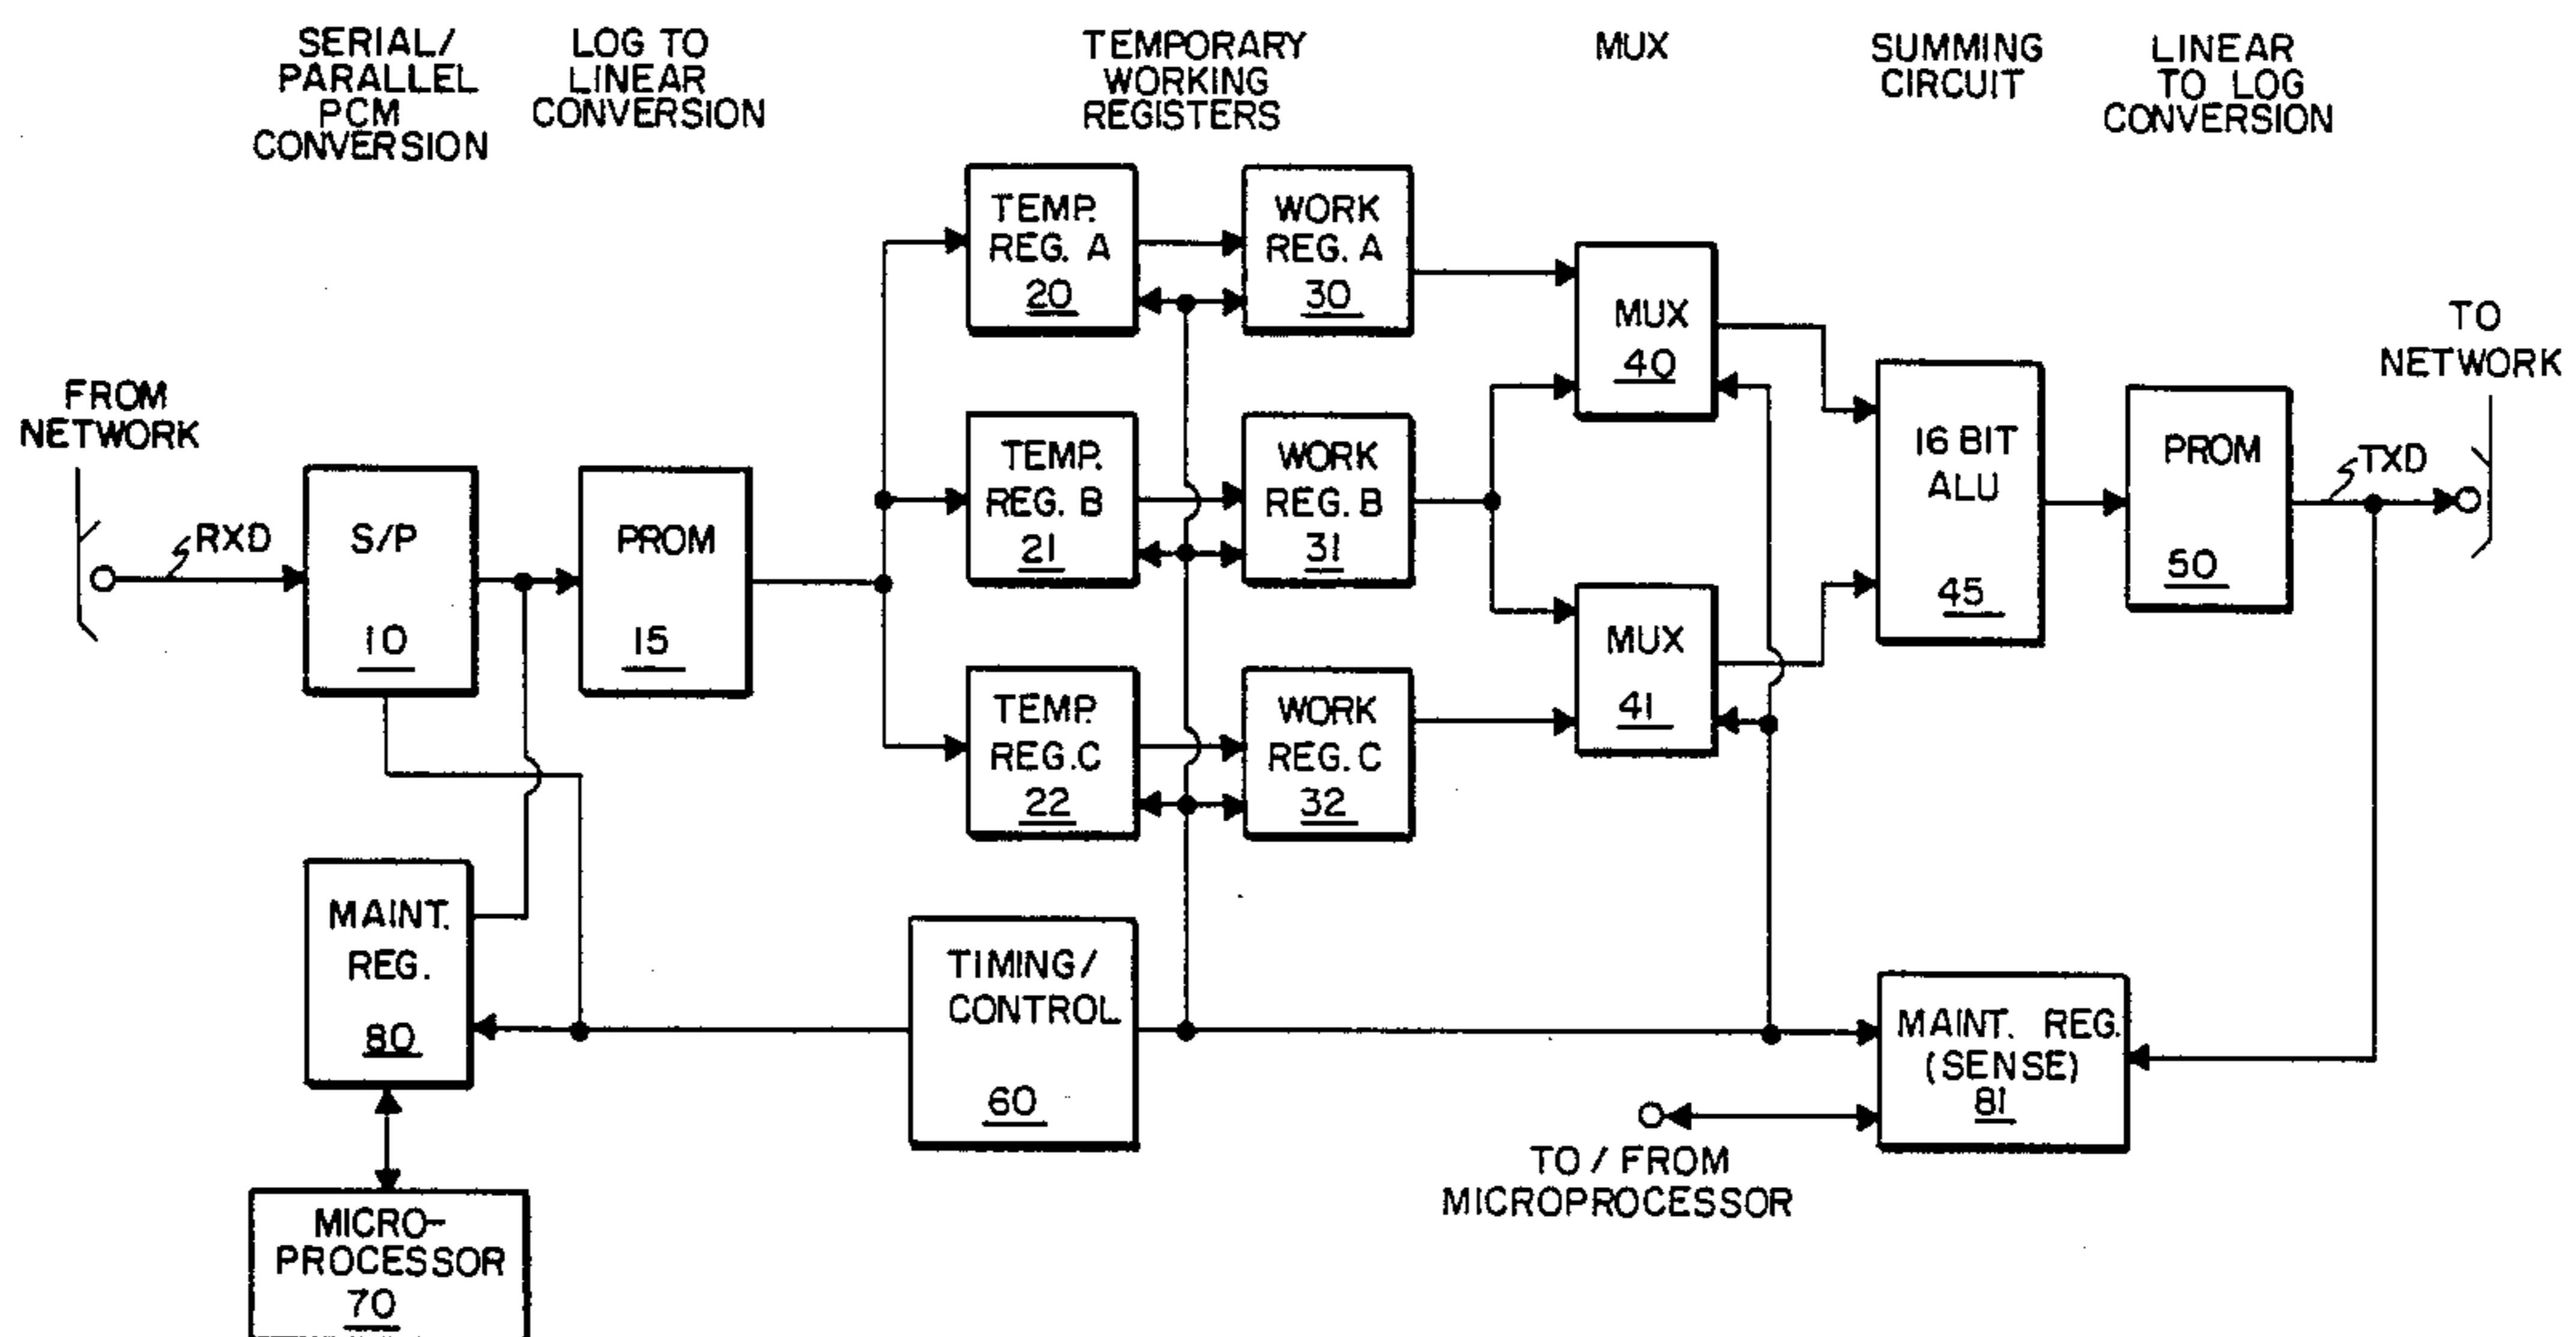 SERIAL/
PARALLEL
PCM
CONVERSION
LOG TO
LINEAR
CONVERSION
TEMPORARY
WORKING
REGISTERS
MUX
SUMMING
CIRCUIT
LINEAR
TO LOG
CONVERSION
FROM
NETWORK
RXD
S/P
10
PROM
15
TEMP.
REG. A
20
WORK
REG. A
30
TEMP.
REG. B
21
WORK
REG. B
31
TEMP.
REG.C
22
WORK
REG. C
32
MUX
40
MUX
41
16 BIT
ALU
45
PROM
50
TXD
TO
NETWORK
MAINT.
REG.
80
TIMING/
CONTROL
60
MAINT. REG.
(SENSE)
81
TO / FROM
MICROPROCESSOR
MICRO-
PROCESSOR
70